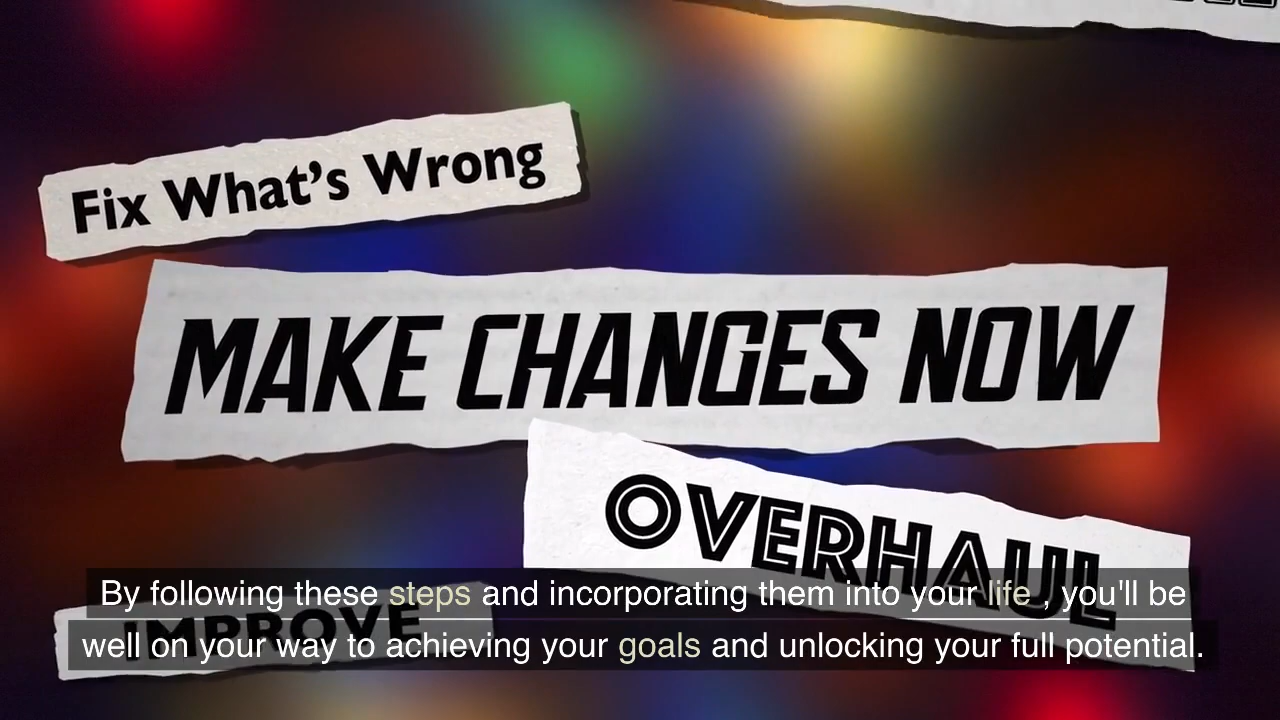 Fix What's Wrong
MAKE CHANGES NOW
OVERHAUL
IMPROVE
By following these steps and incorporating them into your life , you'll be
well on your way to achieving your goals and unlocking your full potential.